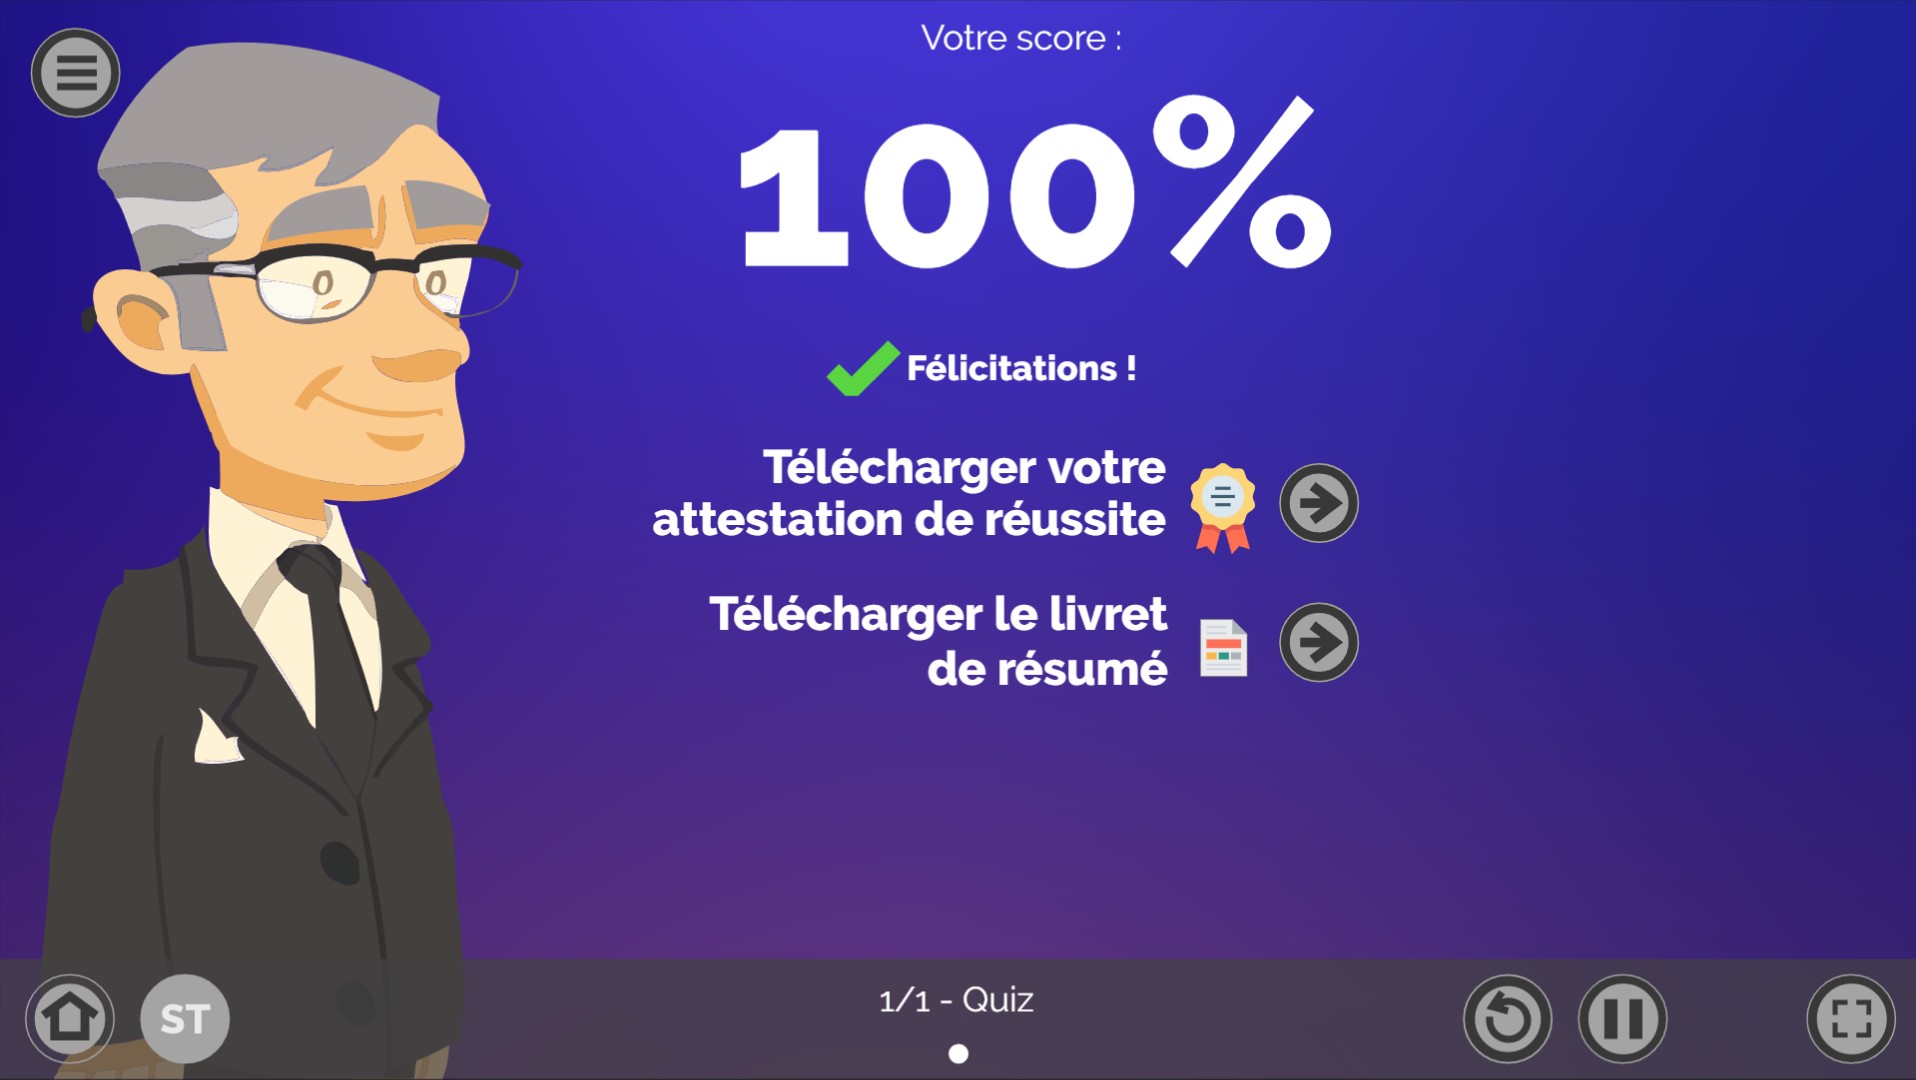 Votre score :
100%
Félicitations !
Télécharger votre
attestation de réussite
Télécharger le livret
de résumé
ST
1/1 - Quiz